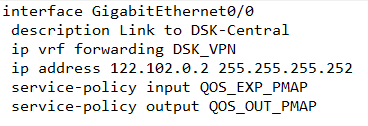 interface GigabitEthernet0/0
 description Link to DSK-Central
 ip vrf forwarding DSK_VPN
 ip address 122.102.0.2 255.255.255.252
 service-policy input QOS_EXP_PMAP
 service-policy output QOS_OUT_PMAP